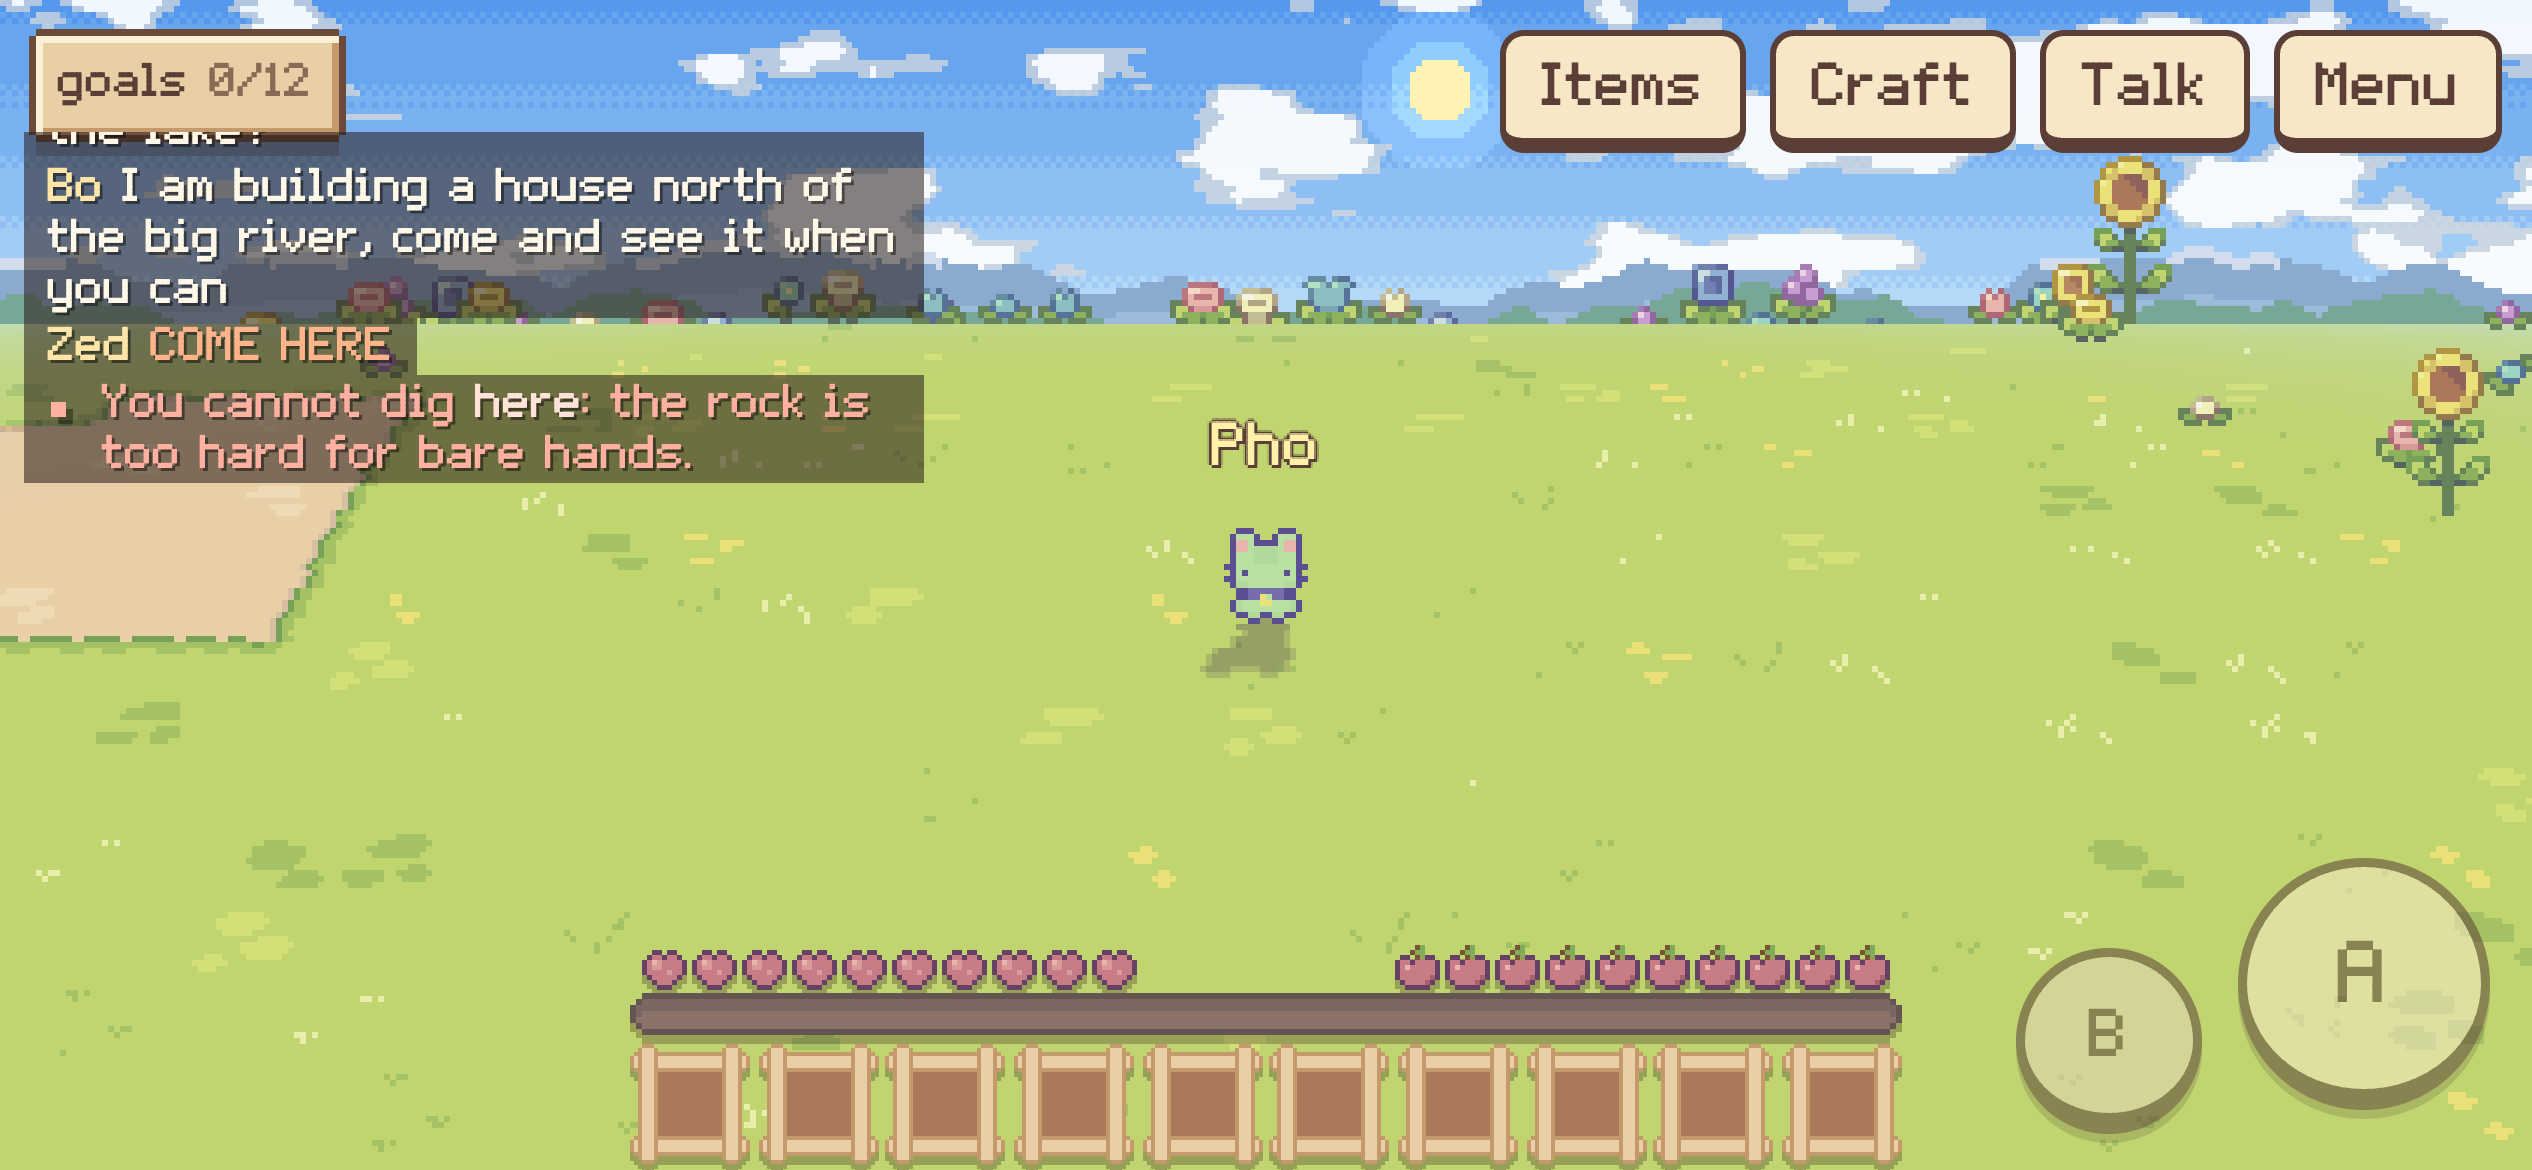 goals 0/12
Items
Craft
Talk
Menu
the lake?
Bo I am building a house north of
the big river, come and see it when
you can
Zed COME HERE
▪ You cannot dig here: the rock is
too hard for bare hands.
Pho
A
B